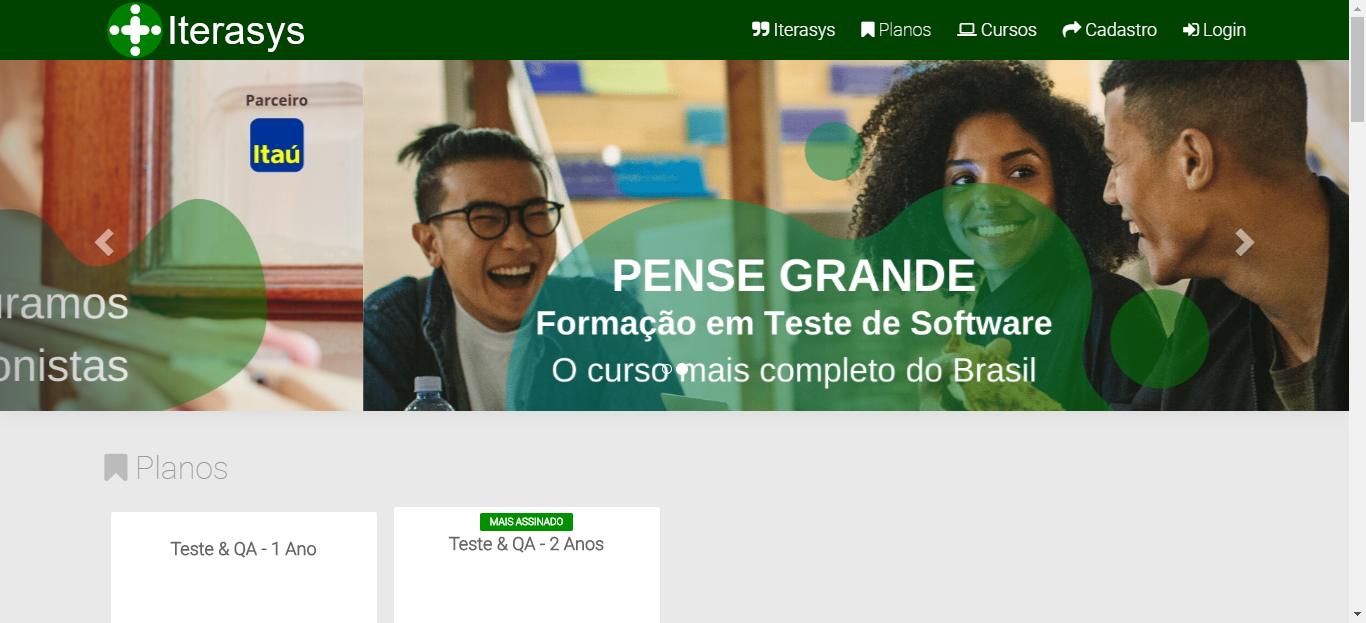 Iterasys
Iterasys
Planos
Cursos
Cadastro
Login
Parceiro
Itaú
onistas
PENSE GRANDE
Formação em Teste de Software
O curso mais completo do Brasil
Planos
Teste & QA - 1 Ano
MAIS ASSINADO
Teste & QA - 2 Anos